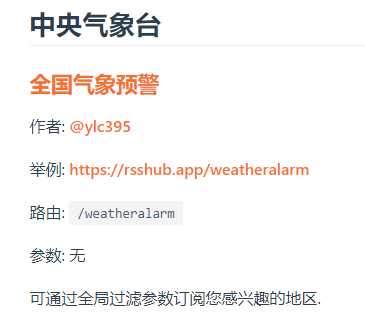 中央气象台
全国气象预警
作者: @ylc395
举例: https://rsshub.app/weatheralarm
路由: /weatheralarm
参数: 无
可通过全局过滤参数订阅您感兴趣的地区.